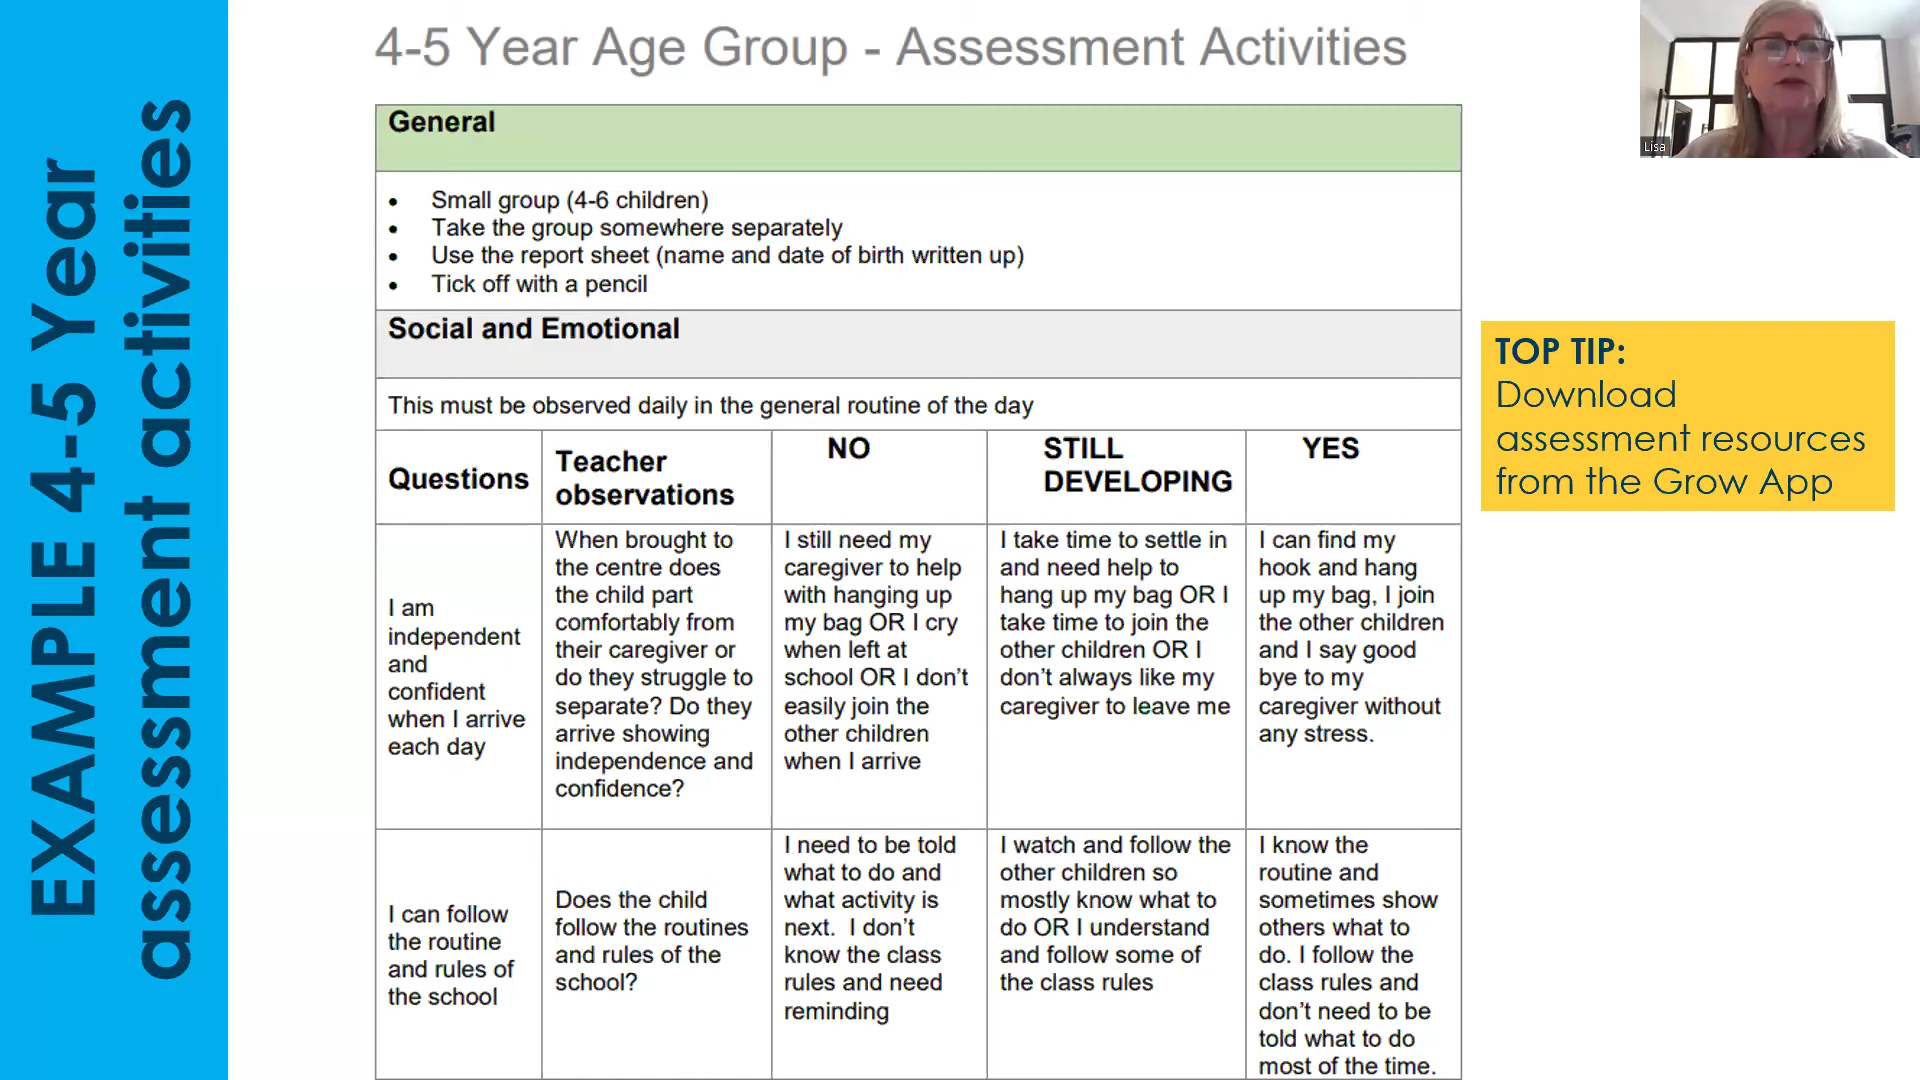 EXAMPLE 4-5 Year
assessment activities
4-5 Year Age Group - Assessment Activities
General
• Small group (4-6 children)
• Take the group somewhere separately
• Use the report sheet (name and date of birth written up)
• Tick off with a pencil
Social and Emotional
This must be observed daily in the general routine of the day
Questions
Teacher
observations
NO
STILL
DEVELOPING
YES
I am
independent
and
confident
when I arrive
each day
When brought to
the centre does
the child part
comfortably from
their caregiver or
do they struggle to
separate? Do they
arrive showing
independence and
confidence?
I still need my
caregiver to help
with hanging up
my bag OR I cry
when left at
school OR I don’t
easily join the
other children
when I arrive
I take time to settle in
and need help to
hang up my bag OR I
take time to join the
other children OR I
don’t always like my
caregiver to leave me
I can find my
hook and hang
up my bag, I join
the other children
and I say good
bye to my
caregiver without
any stress.
I can follow
the routine
and rules of
the school
Does the child
follow the routines
and rules of the
school?
I need to be told
what to do and
what activity is
next. I don’t
know the class
rules and need
reminding
I watch and follow the
other children so
mostly know what to
do OR I understand
and follow some of
the class rules
I know the
routine and
sometimes show
others what to
do. I follow the
class rules and
don’t need to be
told what to do
most of the time.
TOP TIP:
Download
assessment resources
from the Grow App
Lisa